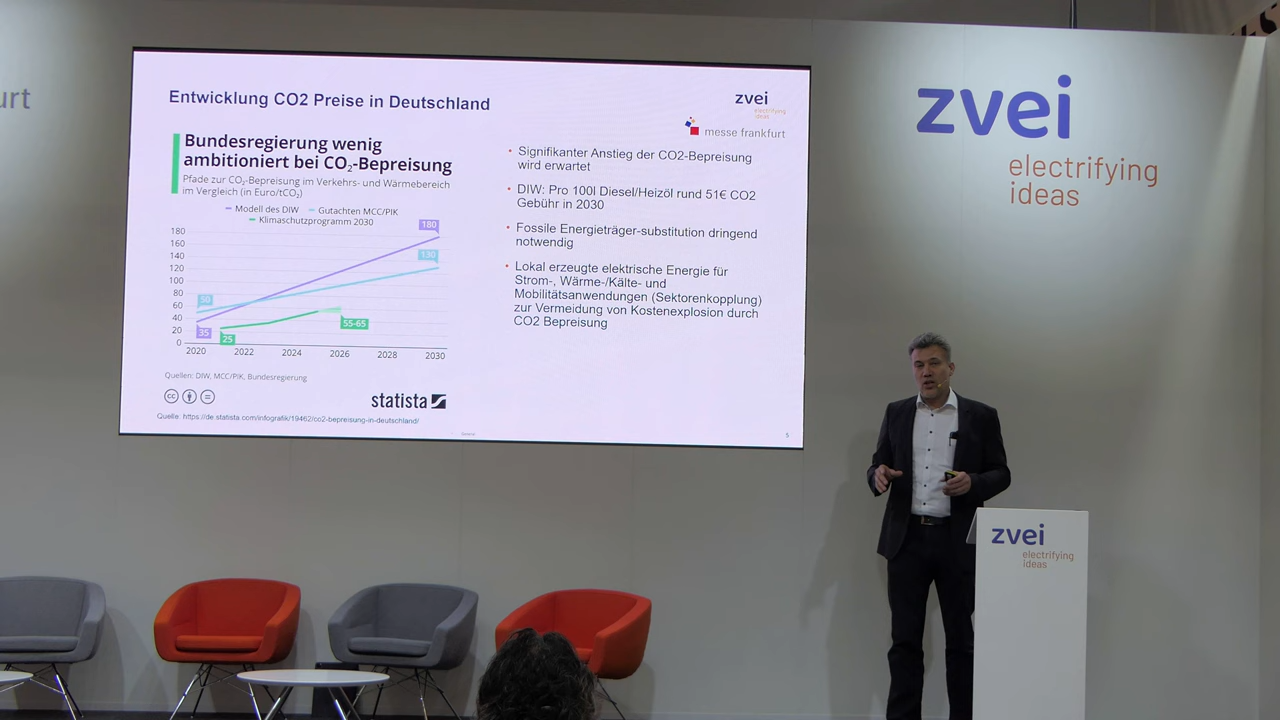 urt
Entwicklung CO2 Preise in Deutschland
zvei
electrifying
ideas
messe frankfurt
Bundesregierung wenig
ambitioniert bei CO₂-Bepreisung
Pfade zur CO₂-Bepreisung im Verkehrs- und Wärmebereich
im Vergleich (in Euro/tCO₂)
Modell des DIW Gutachten MCC/PIK
Klimaschutzprogramm 2030
180
160
140
120
100
80
60
40
20
0
180
130
50
35
25
55-65
2020 2022 2024 2026 2028 2030
Quellen: DIW, MCC/PIK, Bundesregierung
cc
statista
Quelle: https://de.statista.com/infografik/19462/co2-bepreisung-in-deutschland/
• Signifikanter Anstieg der CO2-Bepreisung
wird erwartet
• DIW: Pro 100l Diesel/Heizöl rund 51€ CO2
Gebühr in 2030
• Fossile Energieträger-substitution dringend
notwendig
• Lokal erzeugte elektrische Energie für
Strom-, Wärme-/Kälte- und
Mobilitätsanwendungen (Sektorenkopplung)
zur Vermeidung von Kostenexplosion durch
CO2 Bepreisung
5
zvei
electrifying
ideas
zvei
electrifying
ideas